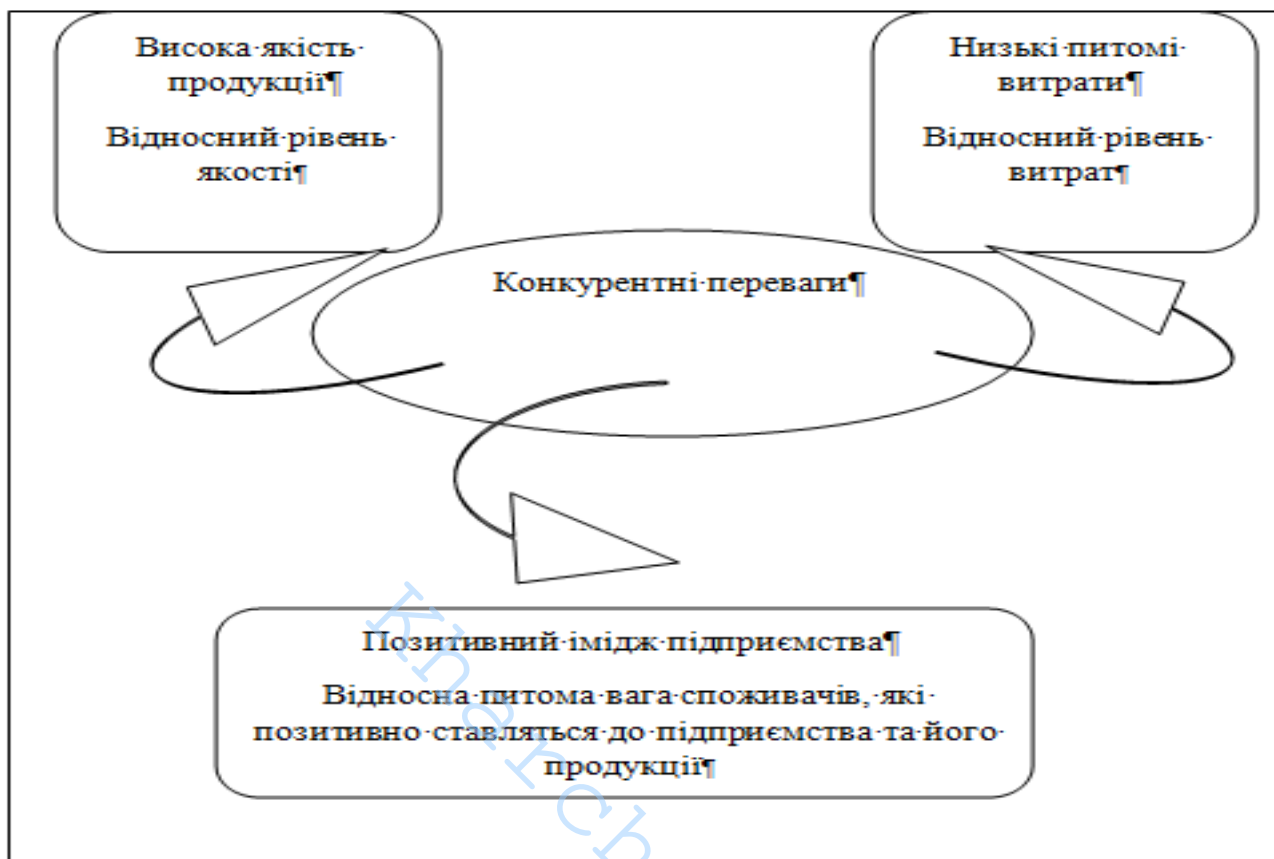 Висока·якість·
продукції¶
Відносний·рівень·
якості¶
Низькі·питомі·
витрати¶
Відносний·рівень·
витрат¶
Конкурентні·переваги¶
Позитивний·імідж·підприємства¶
Відносна·питома·вага·споживачів,·які·
позитивно·ставляться·до·підприємства·та·його·
продукції¶
Kharch